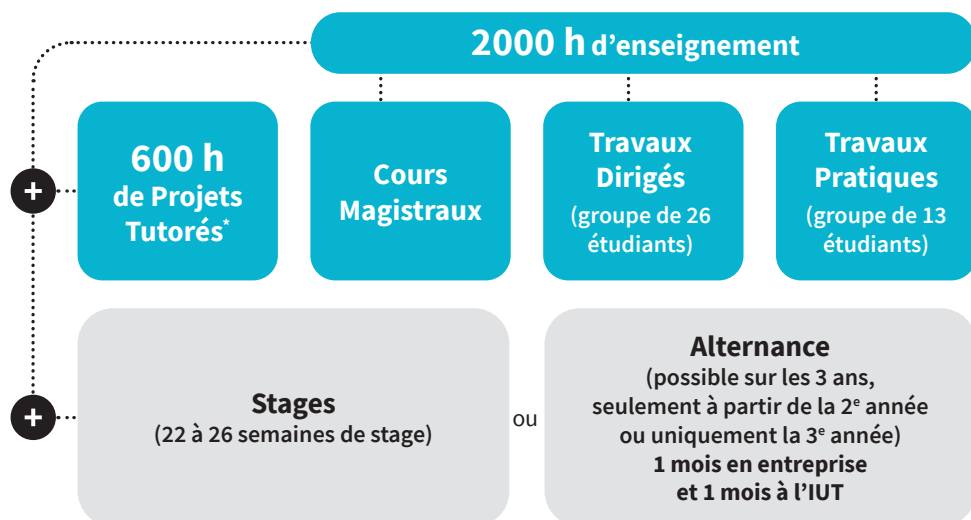 2000 h d'enseignement
+
600 h
de Projets
Tutorés*
Cours
Magistraux
Travaux
Dirigés
(groupe de 26
étudiants)
Travaux
Pratiques
(groupe de 13
étudiants)
+
Stages
(22 à 26 semaines de stage)
ou
Alternance
(possible sur les 3 ans,
seulement à partir de la 2e année
ou uniquement la 3e année)
1 mois en entreprise
et 1 mois à l'IUT